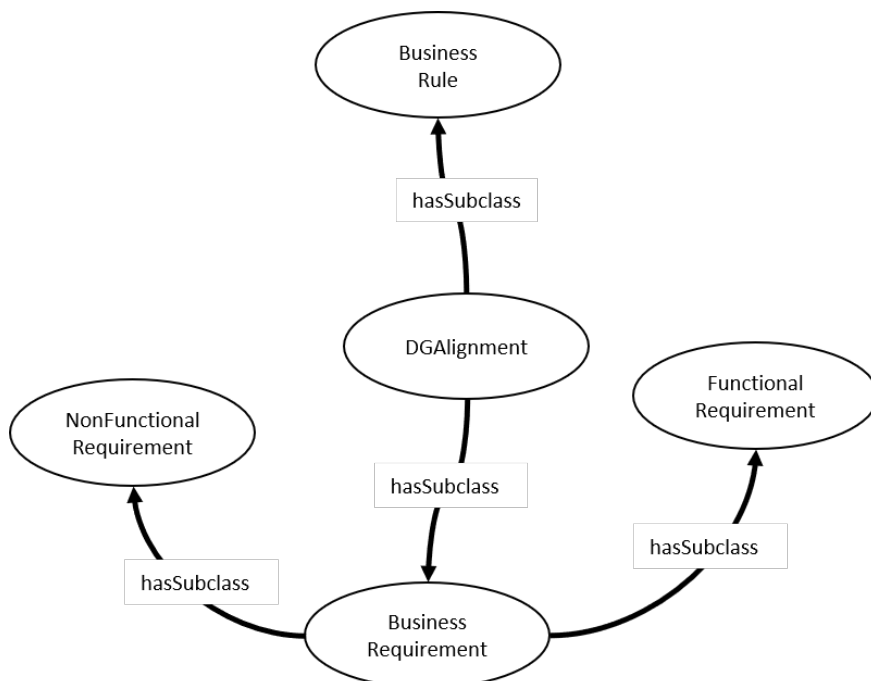 Business
Rule
hasSubclass
DGAlignment
Functional
Requirement
NonFunctional
Requirement
hasSubclass
hasSubclass
hasSubclass
Business
Requirement